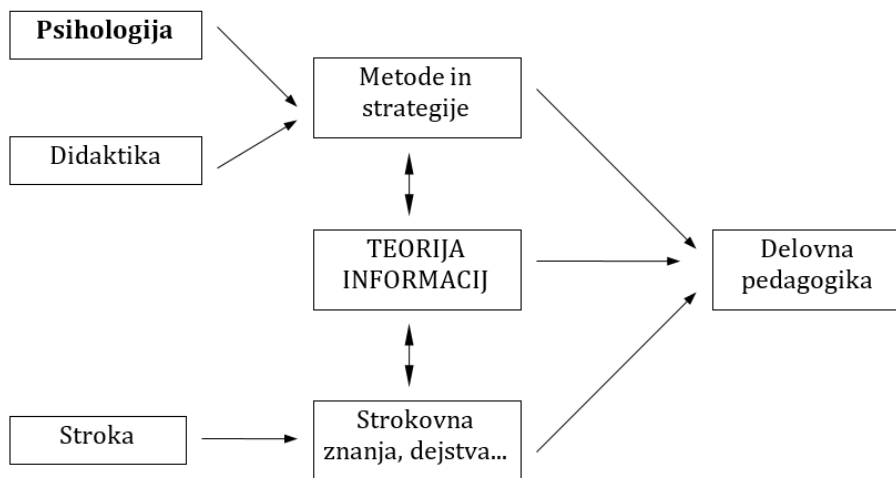 Psihologija
Metode in
strategije
Didaktika
TEORIJA
INFORMACIJ
Delovna
pedagogika
Stroka
Strokovna
znanja, dejstva...